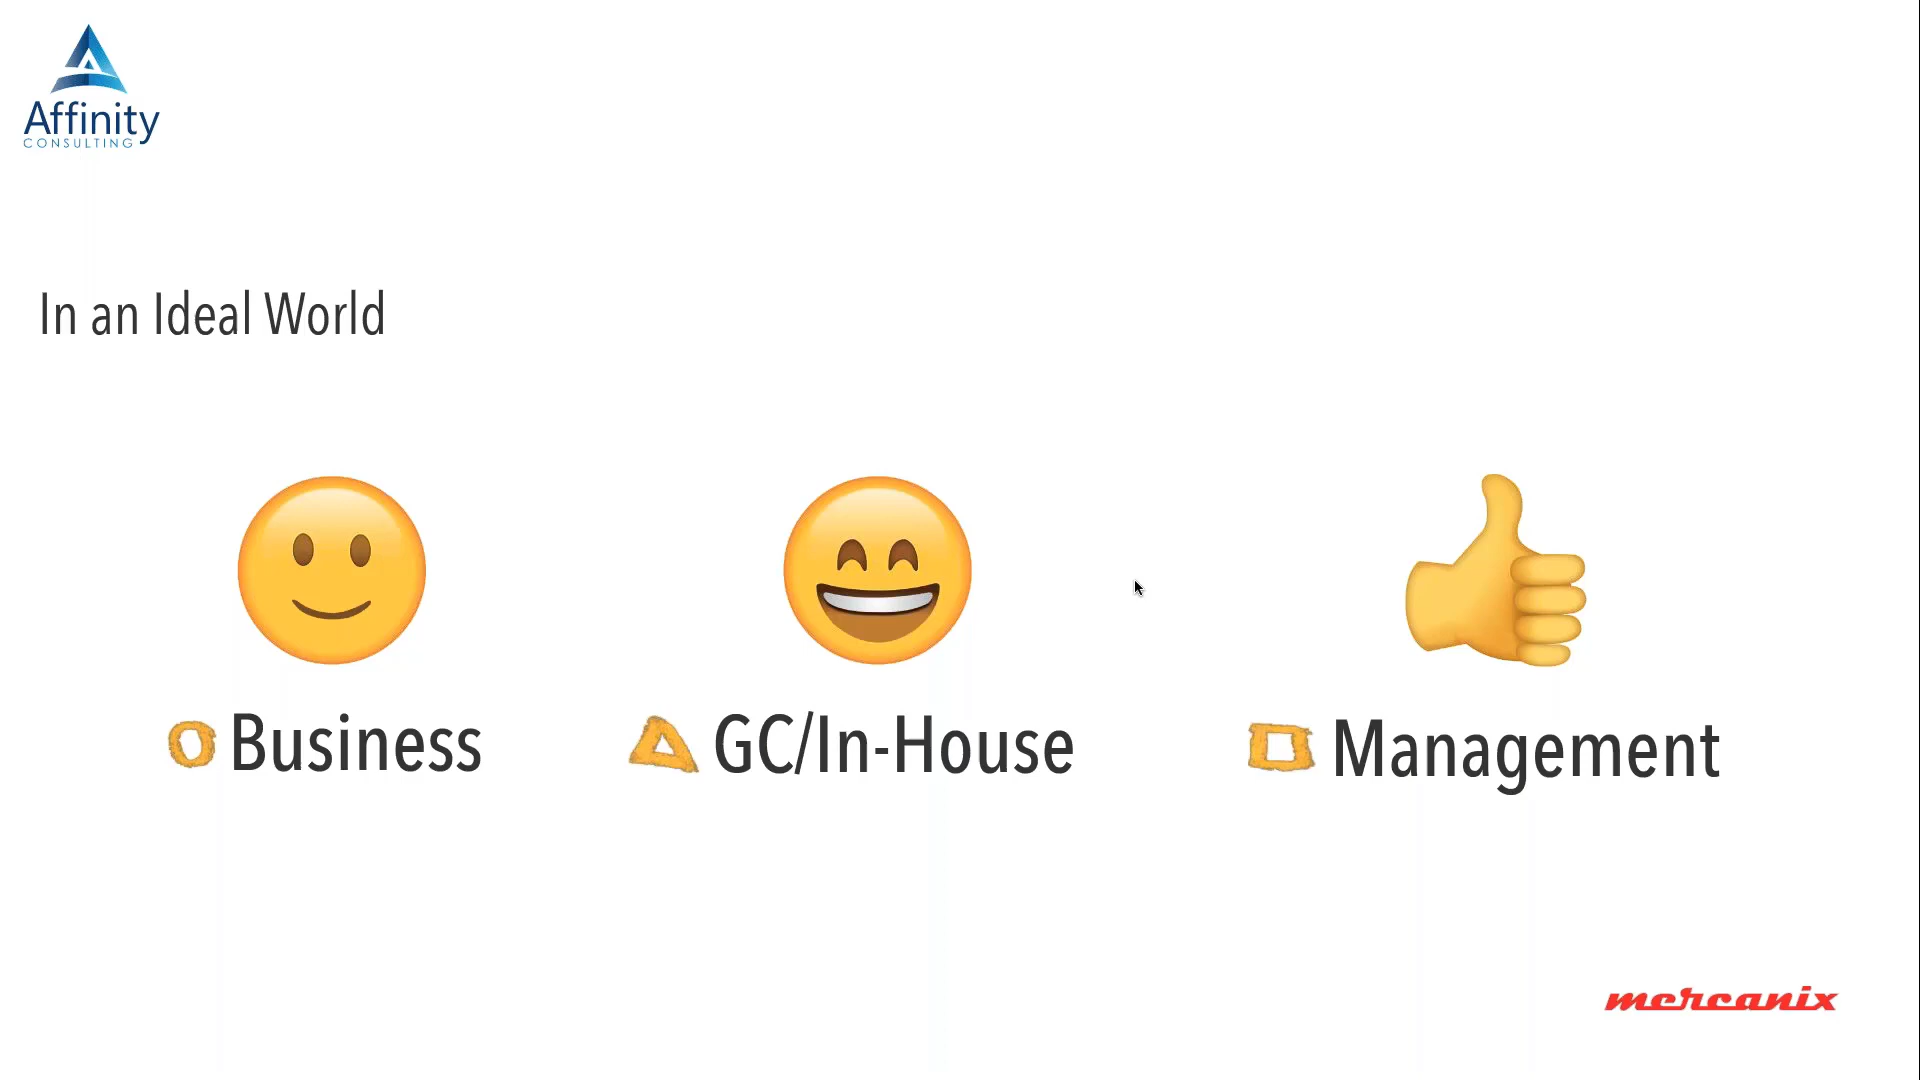 Affinity
CONSULTING
In an Ideal World
Business
GC/In-House
Management
mercanix